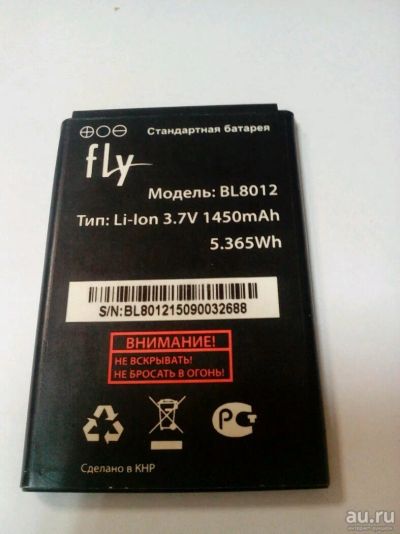 Стандартная батарея
fly
Модель: BL8012
Тип: Li-Ion 3.7V 1450mAh
5.365Wh
S/N:BL801215090032688
ВНИМАНИЕ!
НЕ ВСКРЫВАТЬ!
НЕ БРОСАТЬ В ОГОНЬ!
Сделано в КНР
au.ru